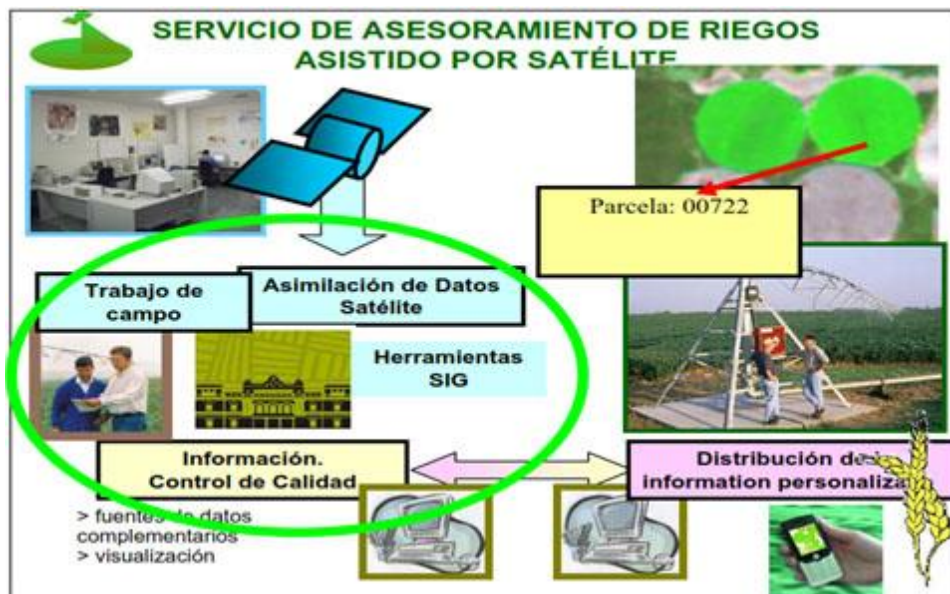 SERVICIO DE ASESORAMIENTO DE RIEGOS
ASISTIDO POR SATÉLITE
Parcela: 00722
Trabajo de
campo
Asimilación de Datos
Satélite
Herramientas
SIG
Información.
Control de Calidad
Distribución de
information personaliza
> fuentes de datos
complementarios
> visualización